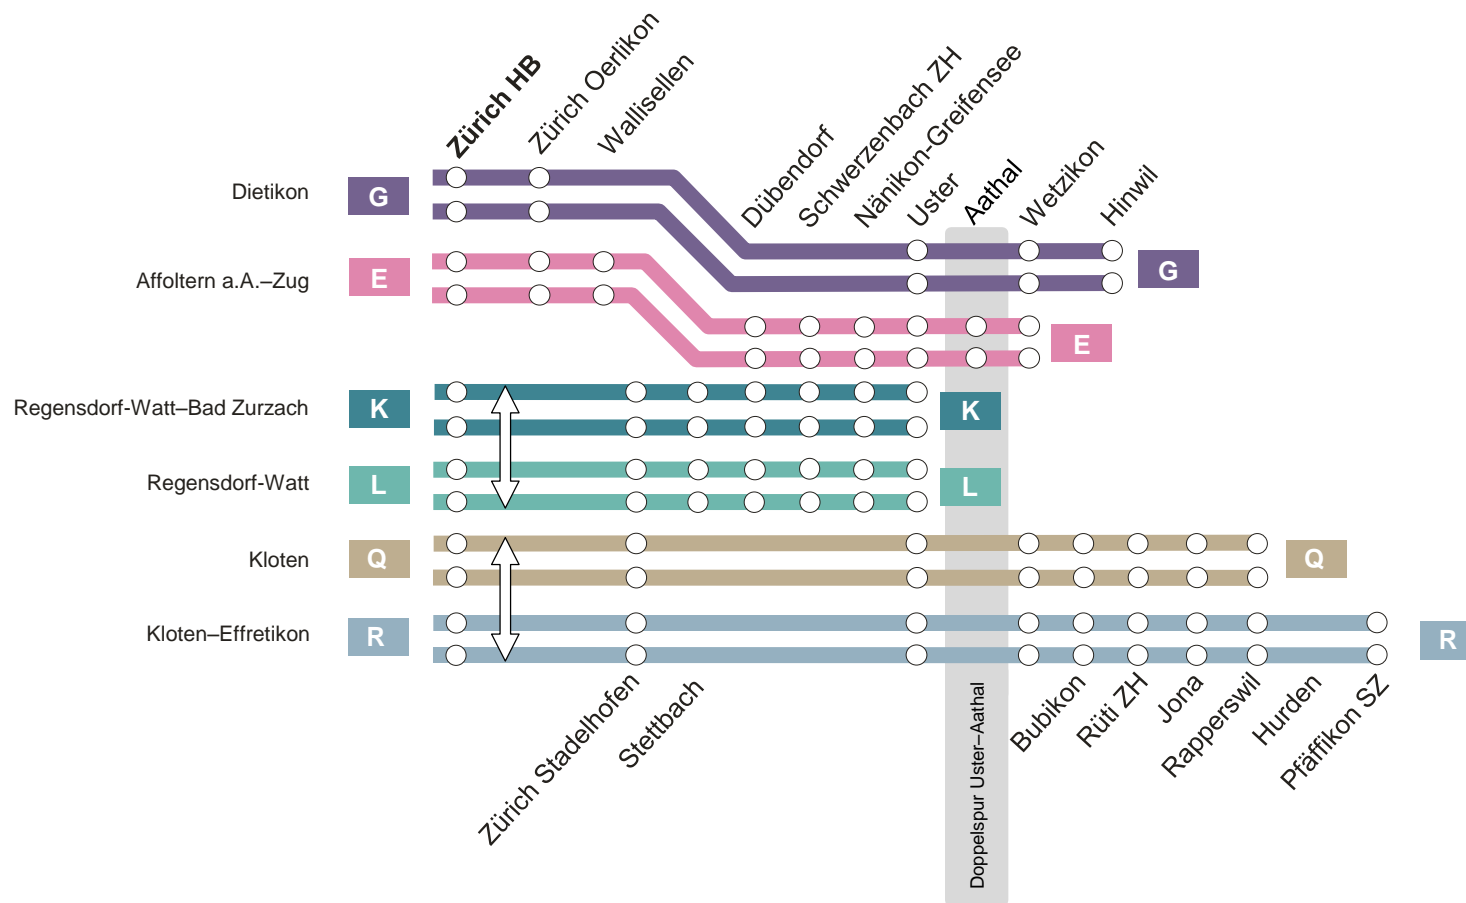 Zürich HB
Zürich Oerlikon
Wallisellen
Dübendorf
Schwerzenbach ZH
Nänikon-Greifensee
Uster
Aathal
Wetzikon
Hinwil
Dietikon
G
G
Affoltern a.A.–Zug
E
E
Regensdorf-Watt–Bad Zurzach
K
K
Regensdorf-Watt
L
L
Kloten
Q
Q
Kloten–Effretikon
R
R
Zürich Stadelhofen
Stettbach
Doppelspur Uster–Aathal
Bubikon
Rüti ZH
Jona
Rapperswil
Hurden
Pfäffikon SZ